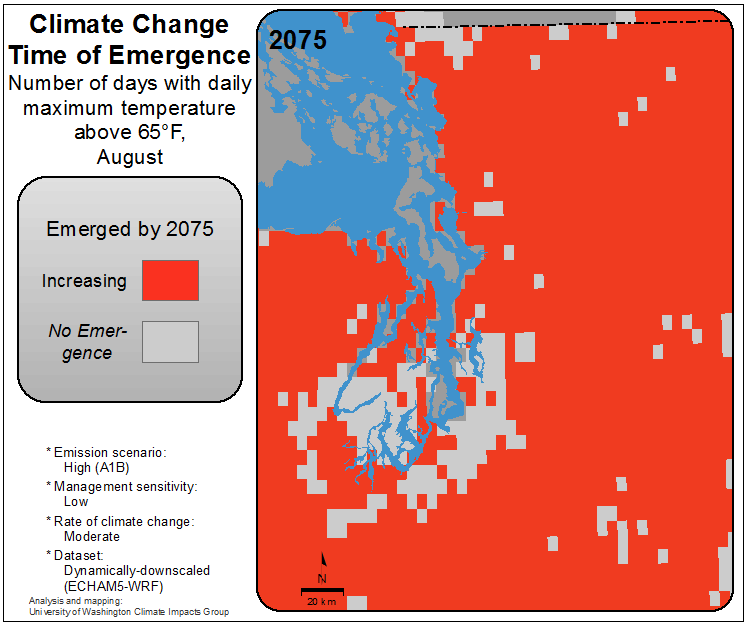 Climate Change
Time of Emergence
Number of days with daily
maximum temperature
above 65°F,
August
2075
Emerged by 2075
Increasing
No Emer-
gence
* Emission scenario:
High (A1B)
* Management sensitivity:
Low
* Rate of climate change:
Moderate
* Dataset:
Dynamically-downscaled
(ECHAM5-WRF)
Analysis and mapping:
University of Washington Climate Impacts Group
N
20 km